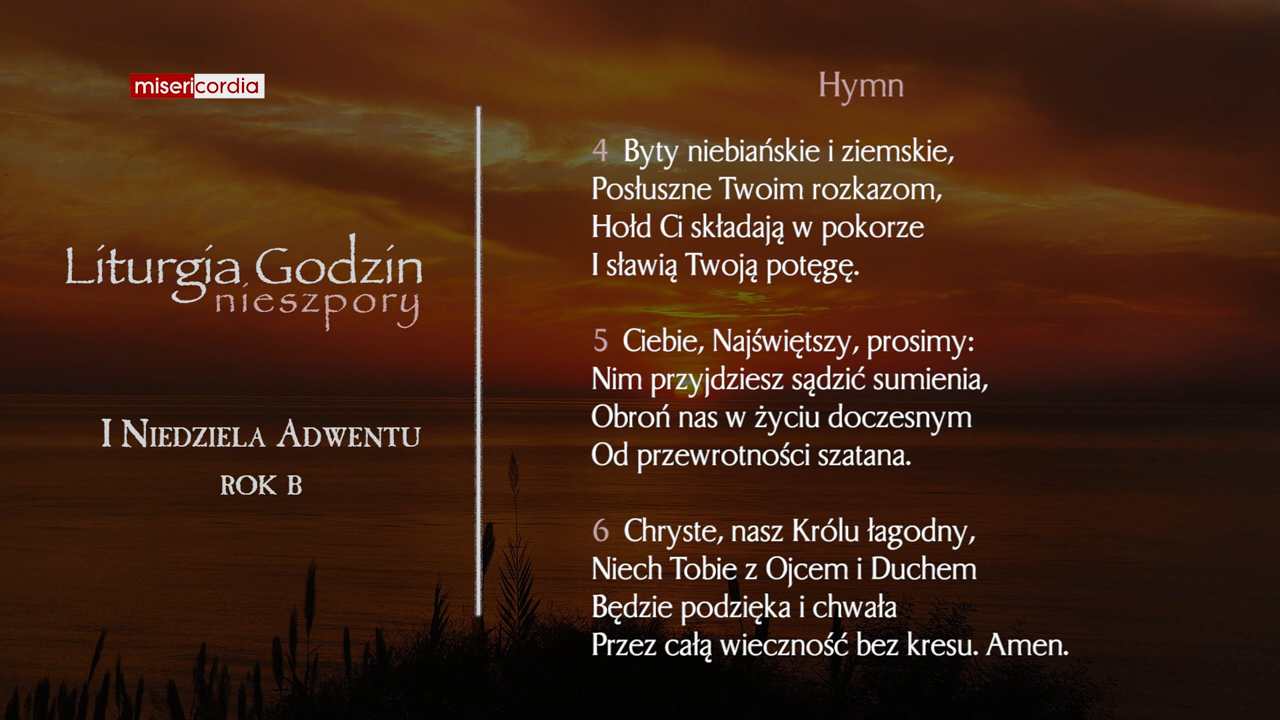 misericordia
Liturgia Godzin
nieszpory
I Niedziela Adwentu
ROK B
Hymn
4 Byty niebiańskie i ziemskie,
Posłuszne Twoim rozkazom,
Hołd Ci składają w pokorze
I sławią Twoją potęgę.
5 Ciebie, Najświętszy, prosimy:
Nim przyjdziesz sądzić sumienia,
Obroń nas w życiu doczesnym
Od przewrotności szatana.
6 Chryste, nasz Królu łagodny,
Niech Tobie z Ojcem i Duchem
Będzie podzięka i chwała
Przez całą wieczność bez kresu. Amen.